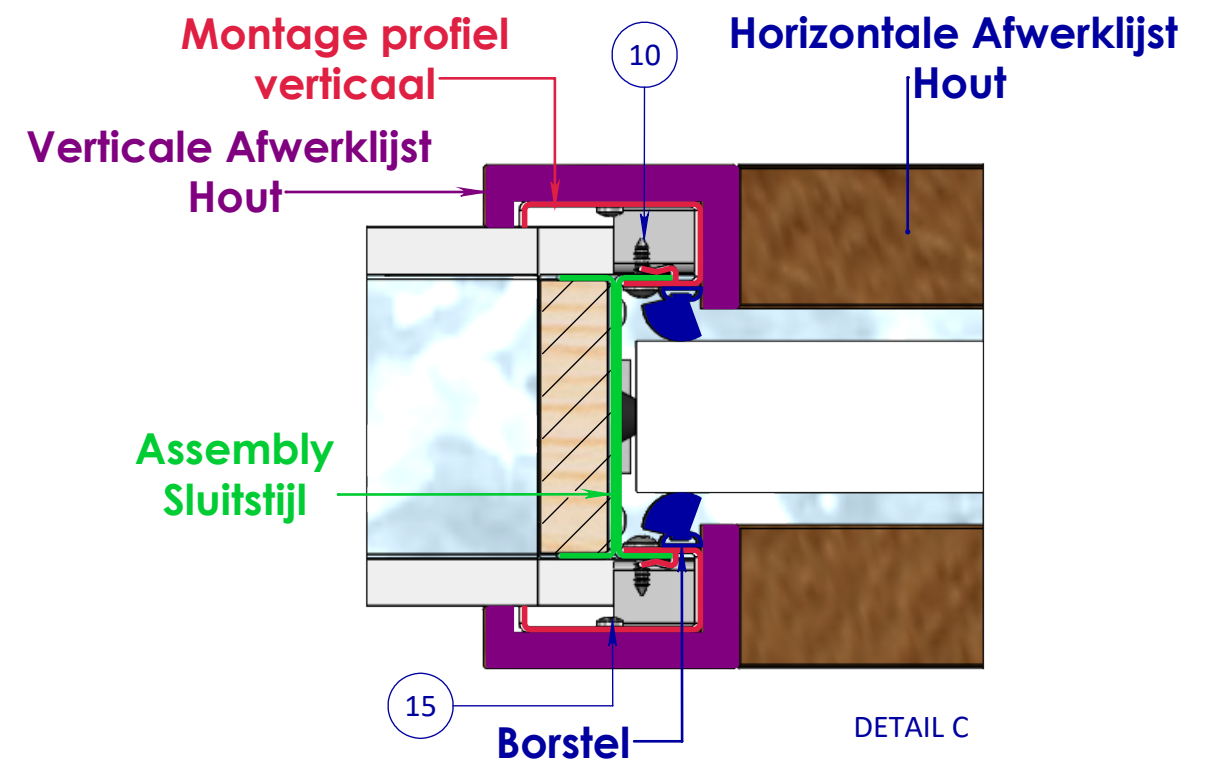 Montage profiel
verticaal
10
Horizontale Afwerklijst
Hout
Verticale Afwerklijst
Hout
Assembly
Sluitstijl
15
Borstel
DETAIL C